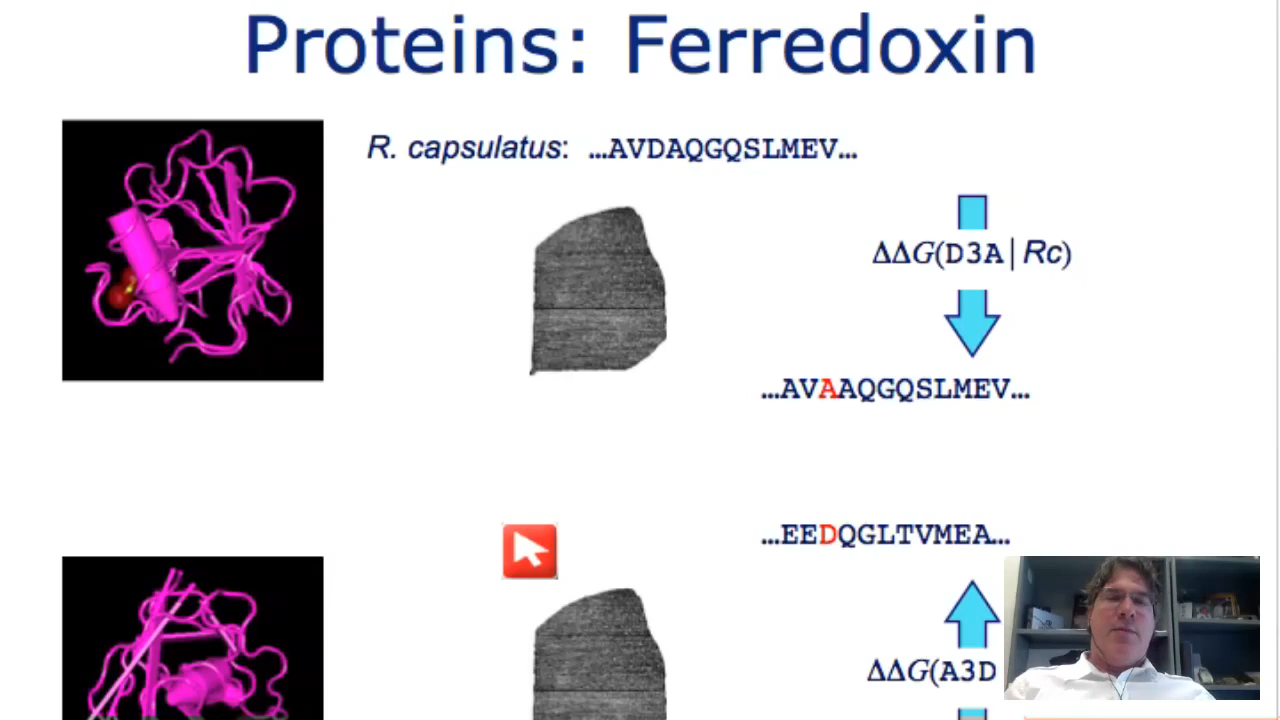 Proteins: Ferredoxin
R. capsulatus: …AVDAQGQSLMEV…
ΔΔG(D3A|Rc)
…AVAAQGQSLMEV…
…EEDQGLTVMEA…
ΔΔG(A3D